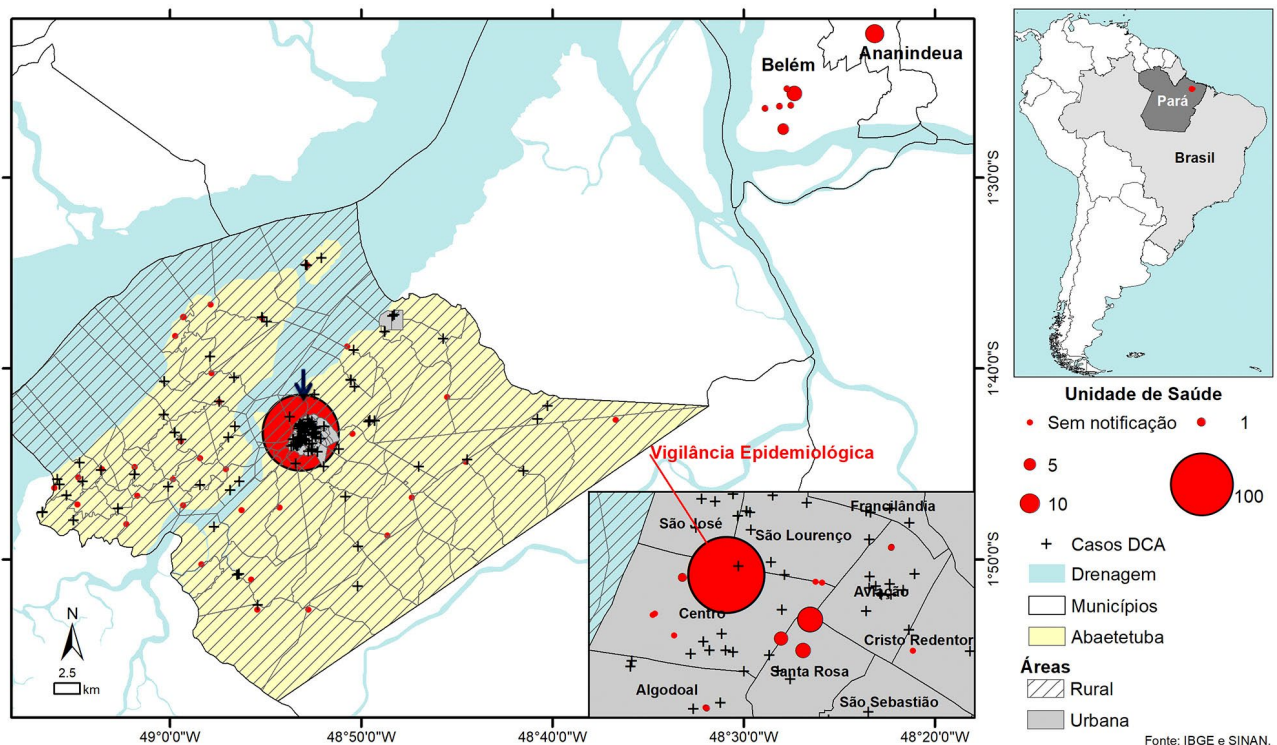 Ananindeua
Belém
1°30'0"S
1°40'0"S
1°50'0"S
Vigilância Epidemiológica
São José
Francilândia
São Lourenço
Aviação
Centro
Cristo Redentor
Santa Rosa
Algodoal
São Sebastião
N
2.5
km
49°0'0"W
48°50'0"W
48°40'0"W
48°30'0"W
48°20'0"W
Pará
Brasil
Unidade de Saúde
Sem notificação
1
5
10
100
Casos DCA
Drenagem
Municípios
Abaetetuba
Áreas
Rural
Urbana
Fonte: IBGE e SINAN.